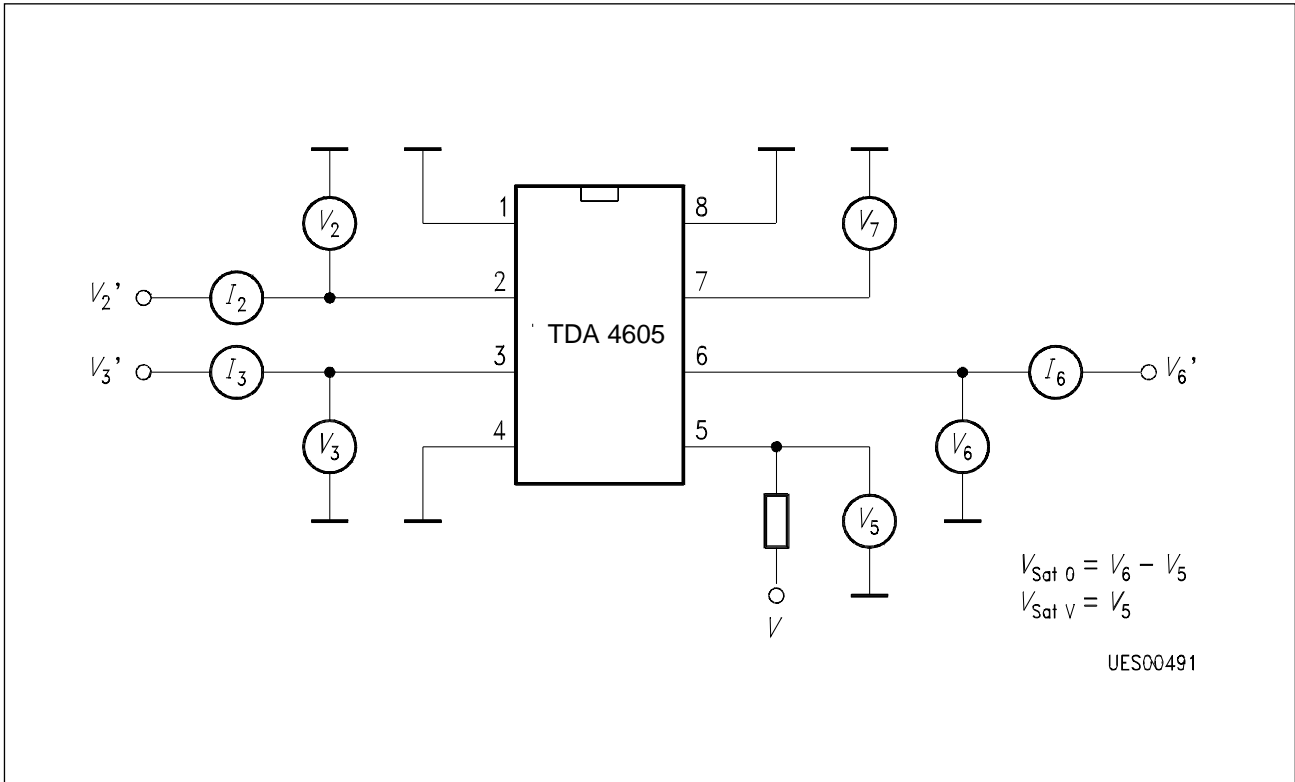 1
8
V2
V7
V2'
I2
2
7
TDA 4605
V3'
I3
3
6
I6
V6'
V3
4
5
V6
V5
V
VSat 0 = V6 − V5
VSat V = V5
UES00491